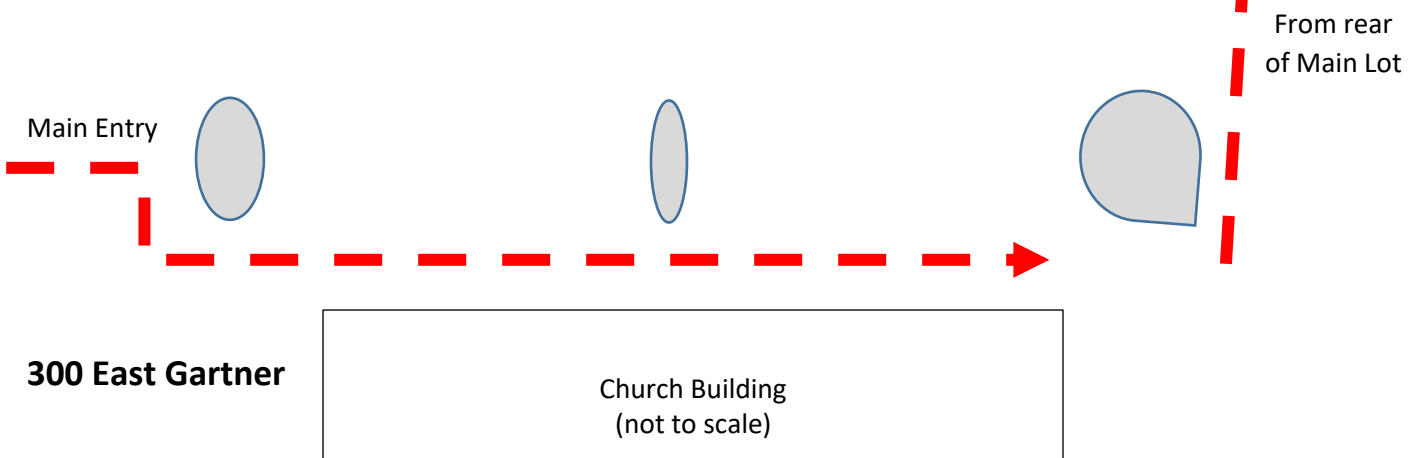 From rear
of Main Lot
Main Entry
300 East Gartner
Church Building
(not to scale)